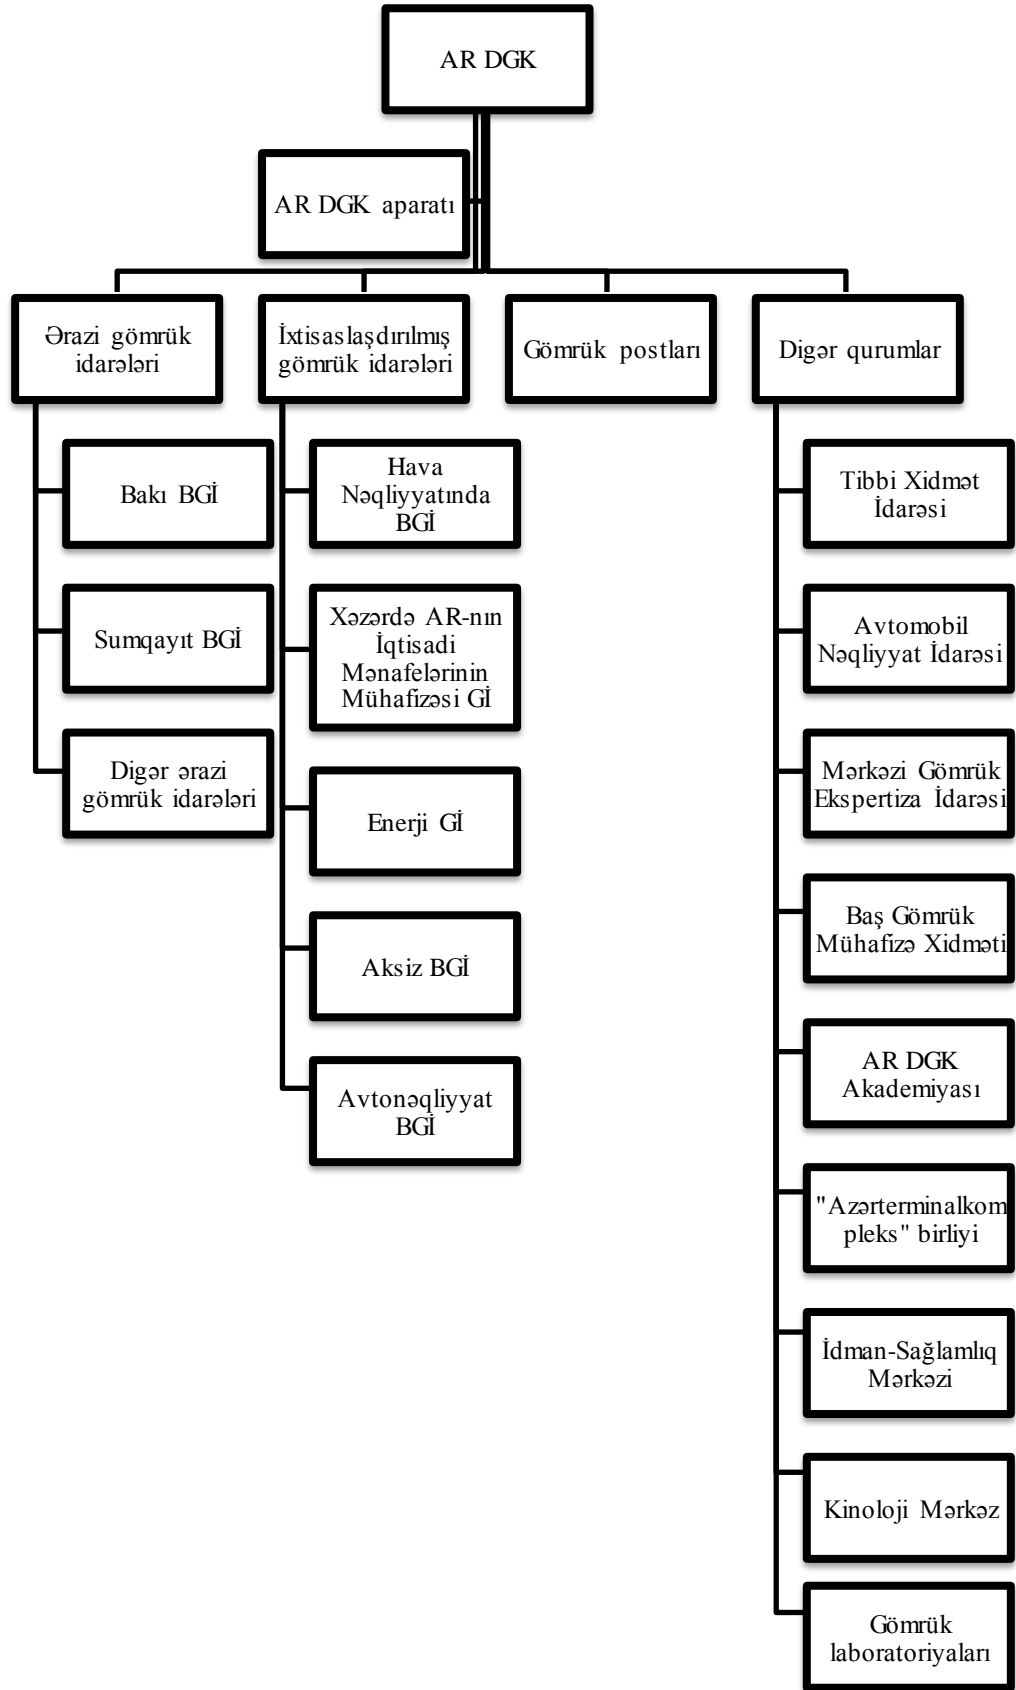 AR DGK
AR DGK aparatı
Ərazi gömrük
idarələri
İxtisaslaşdırılmış
gömrük idarələri
Gömrük postları
Digər qurumlar
Bakı BGİ
Sumqayıt BGİ
Digər ərazi
gömrük idarələri
Hava
Nəqliyyatında
BGİ
Xəzərdə AR-nın
İqtisadi
Mənafelərinin
Mühafizəsi Gİ
Enerji Gİ
Aksiz BGİ
Avtonəqliyyat
BGİ
Tibbi Xidmət
İdarəsi
Avtomobil
Nəqliyyat İdarəsi
Mərkəzi Gömrük
Ekspertiza İdarəsi
Baş Gömrük
Mühafizə Xidməti
AR DGK
Akademiyası
"Azərterminalkom
pleks" birliyi
İdman-Sağlamlıq
Mərkəzi
Kinoloji Mərkəz
Gömrük
laboratoriyaları